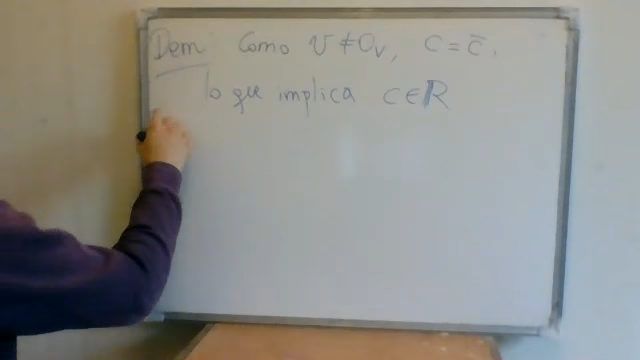 Dem: Como v ≠ 0_V, c = c̄,
lo que implica c ∈ ℝ